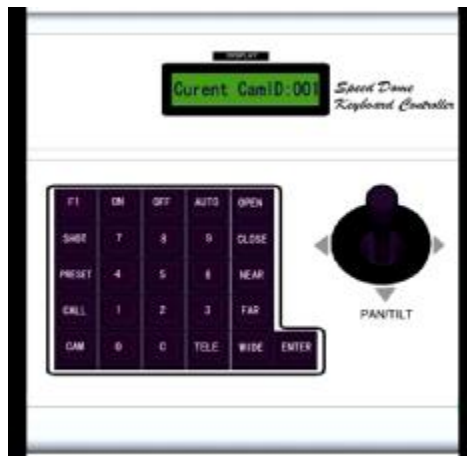 DISPLAY
Curent CamID:001
Speed Dome
Keyboard Controller
F1 ON OFF AUTO OPEN
SHOT 7 8 9 CLOSE
PRESET 4 5 6 NEAR
CALL 1 2 3 FAR
CAM 0 C TELE WIDE ENTER
PAN/TILT